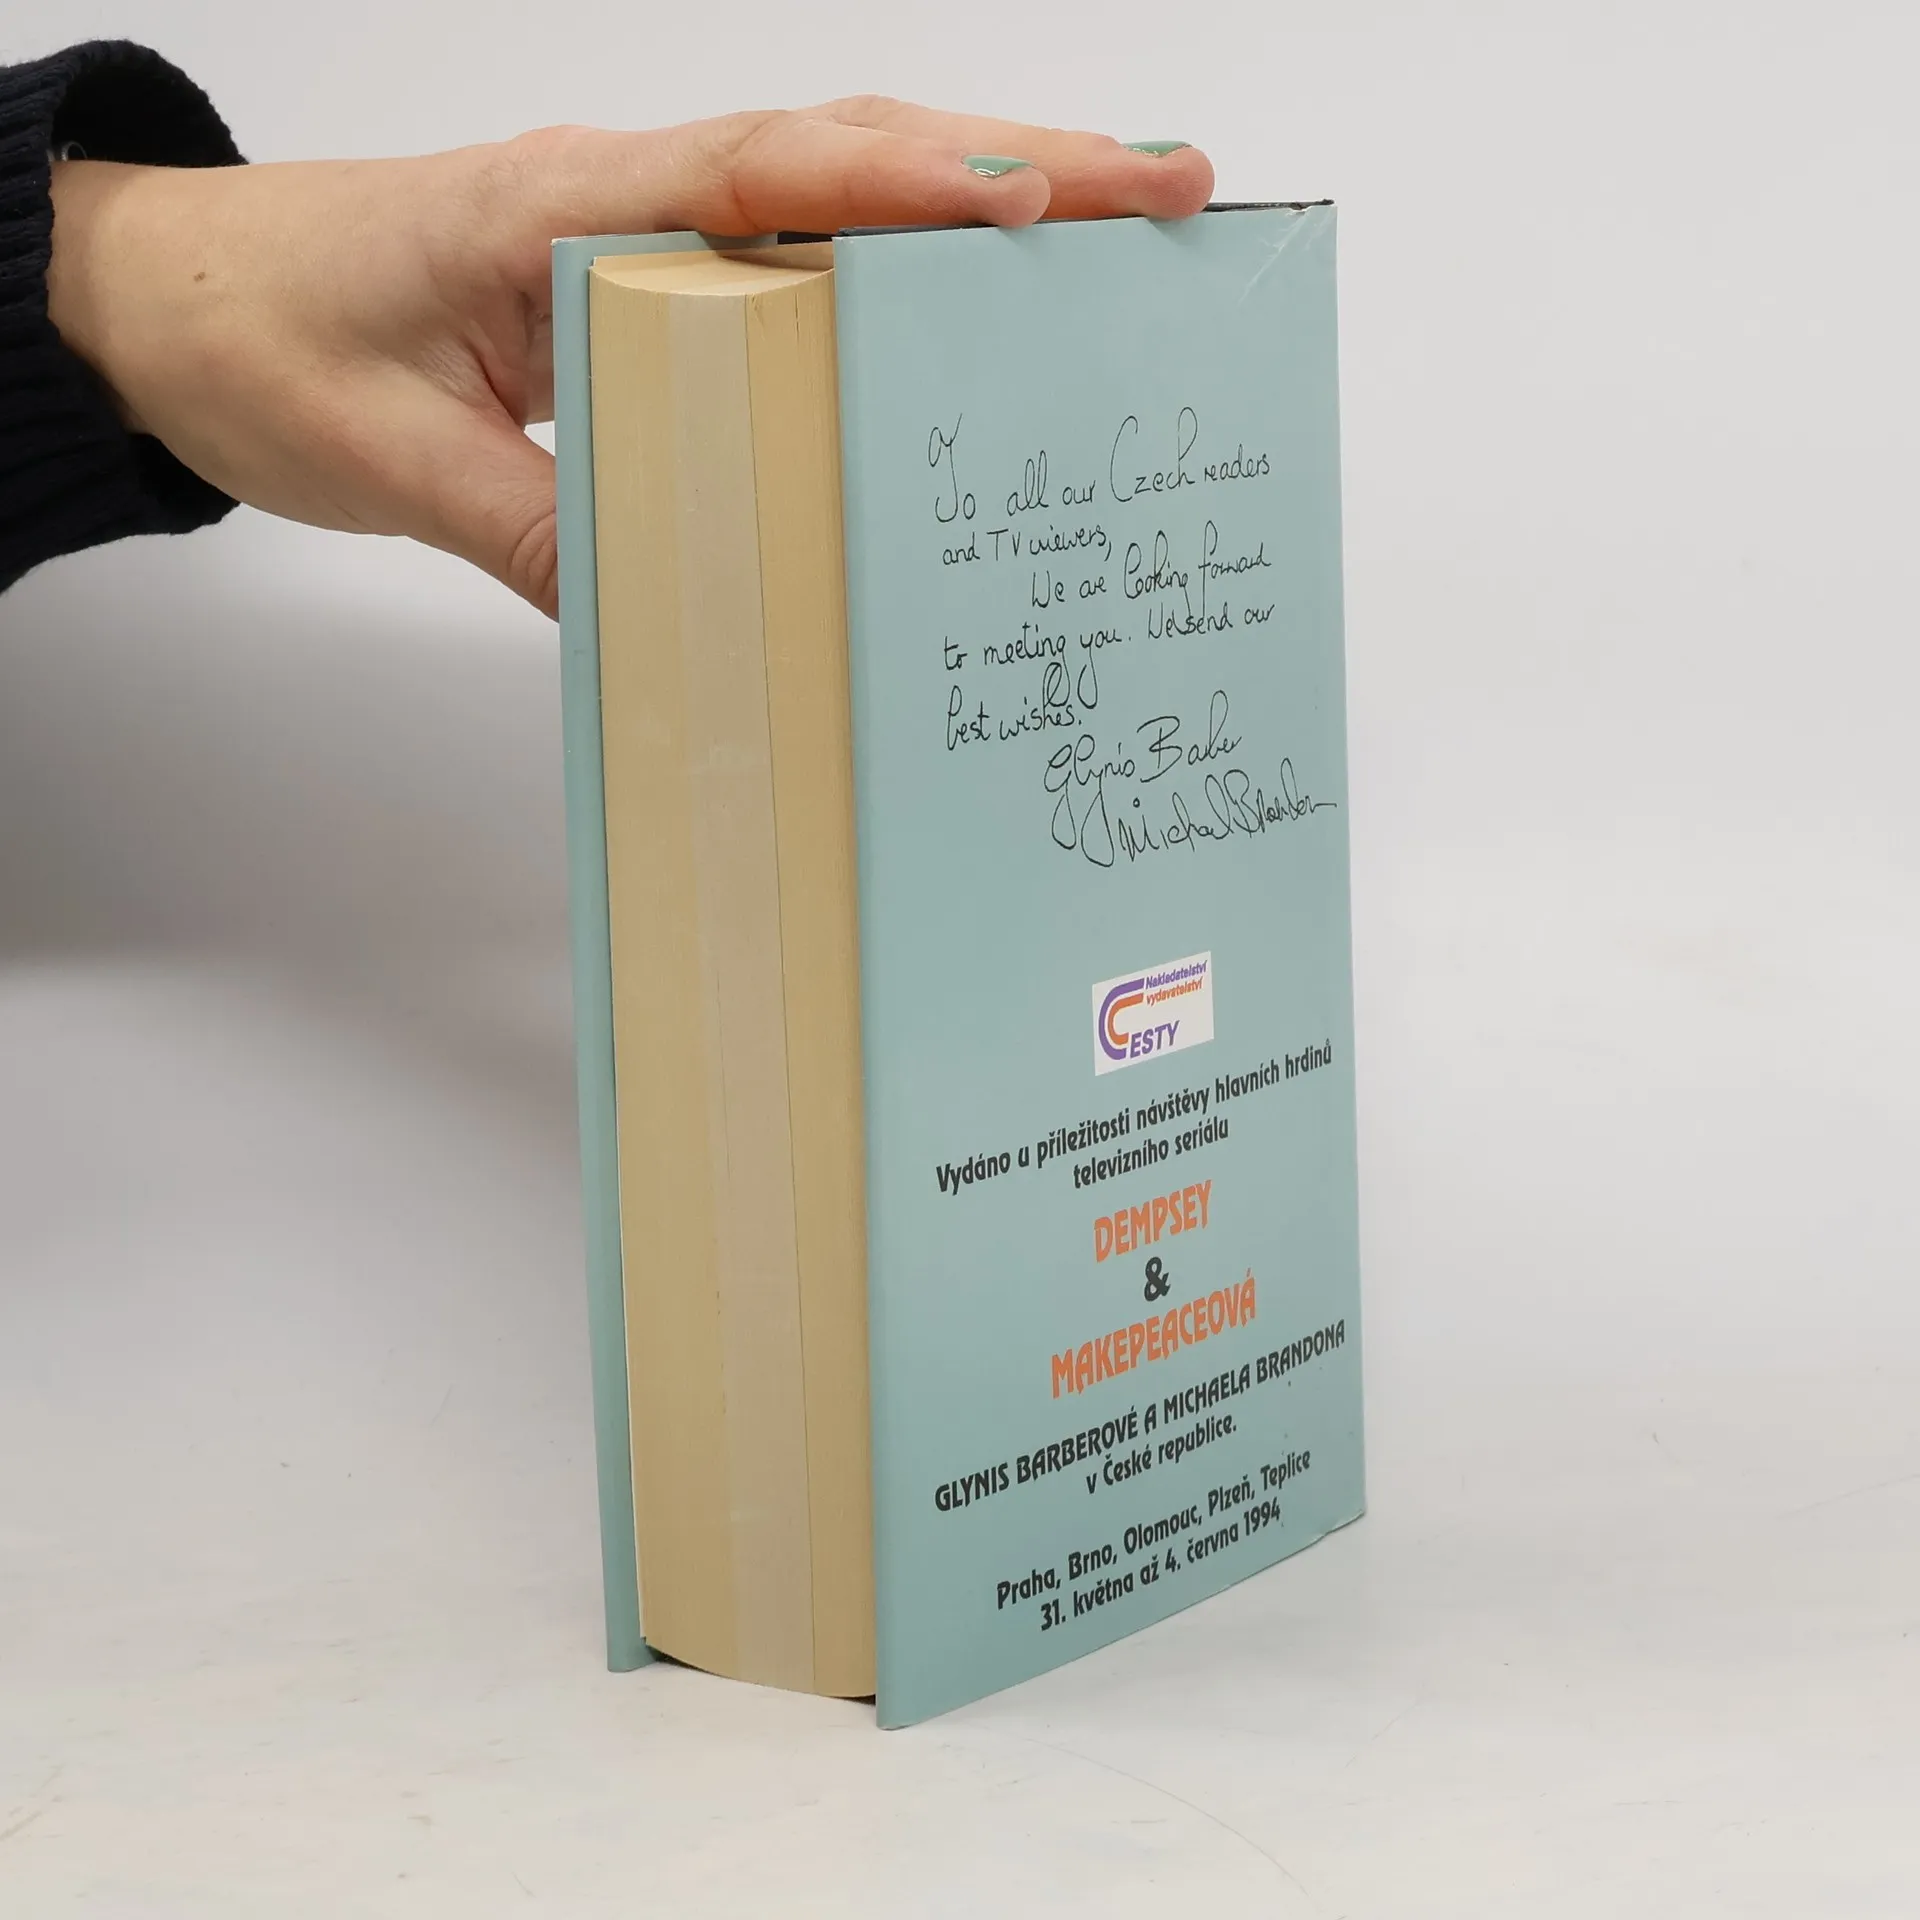 To all our Czech readers
and TV viewers,
We are looking forward
to meeting you. We send our
best wishes.
Glynis Barber
Michael Brandon
Nakladatelství
vydavatelství
CESTY
Vydáno u příležitosti návštěvy hlavních hrdinů
televizního seriálu
DEMPSEY
&
MAKEPEACEOVÁ
GLYNIS BARBEROVÉ A MICHAELA BRANDONA
v České republice.
Praha, Brno, Olomouc, Plzeň, Teplice
31. května až 4. června 1994